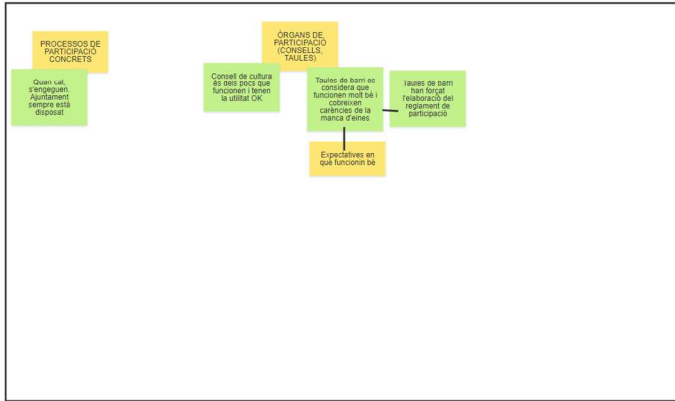 PROCESSOS DE
PARTICIPACIÓ
CONCRETS
Quan cal,
s'engeguen.
Ajuntament
sempre està
disposat
ÒRGANS DE
PARTICIPACIÓ
(CONSELLS,
TAULES)
Consell de cultura
és dels pocs que
funcionen i tenen
la utilitat OK
Taules de barri es
considera que
funcionen molt bé i
cobreixen
carències de la
manca d'eines
Taules de barri
han forçat
l'elaboració del
reglament de
participació
Expectatives en
què funcionin bé